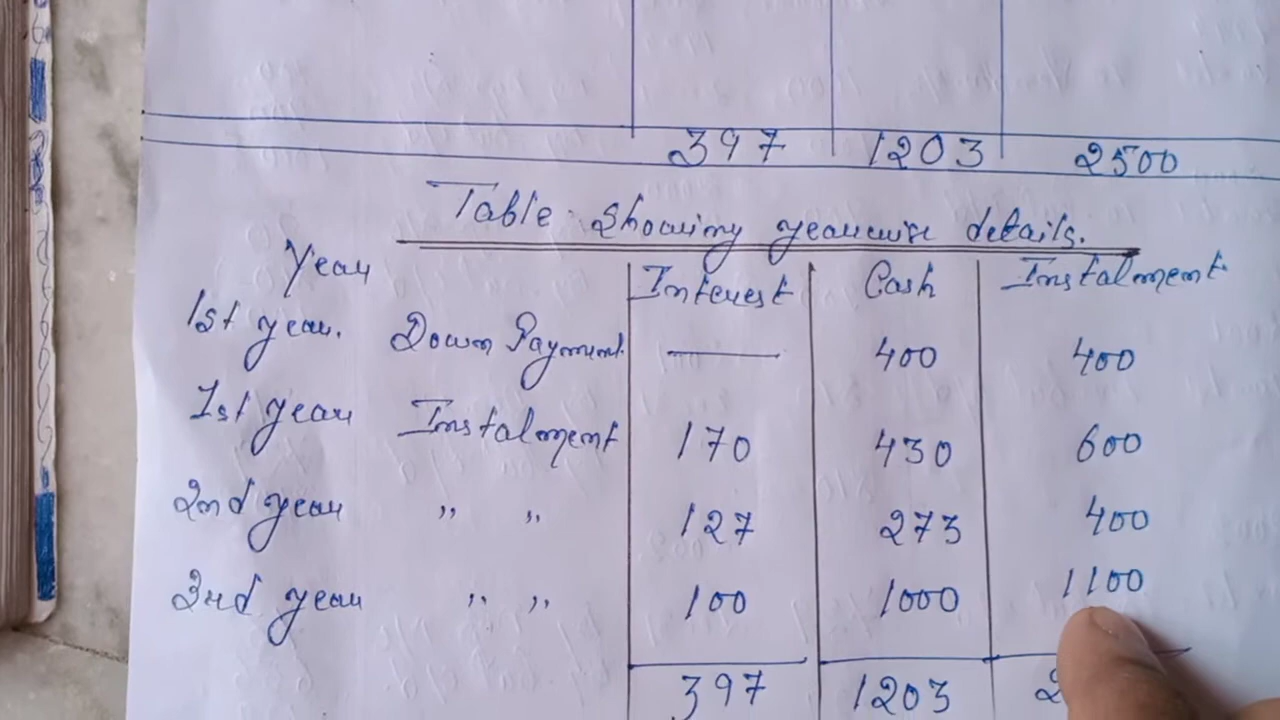 397 1203 2500
Table Showing yearwise details.
Year Interest Cash Instalment
1st year. Down Payment — 400 400
1st year Instalment 170 430 600
2nd year " " 127 273 400
3rd year " " 100 1000 1100
397 1203 2